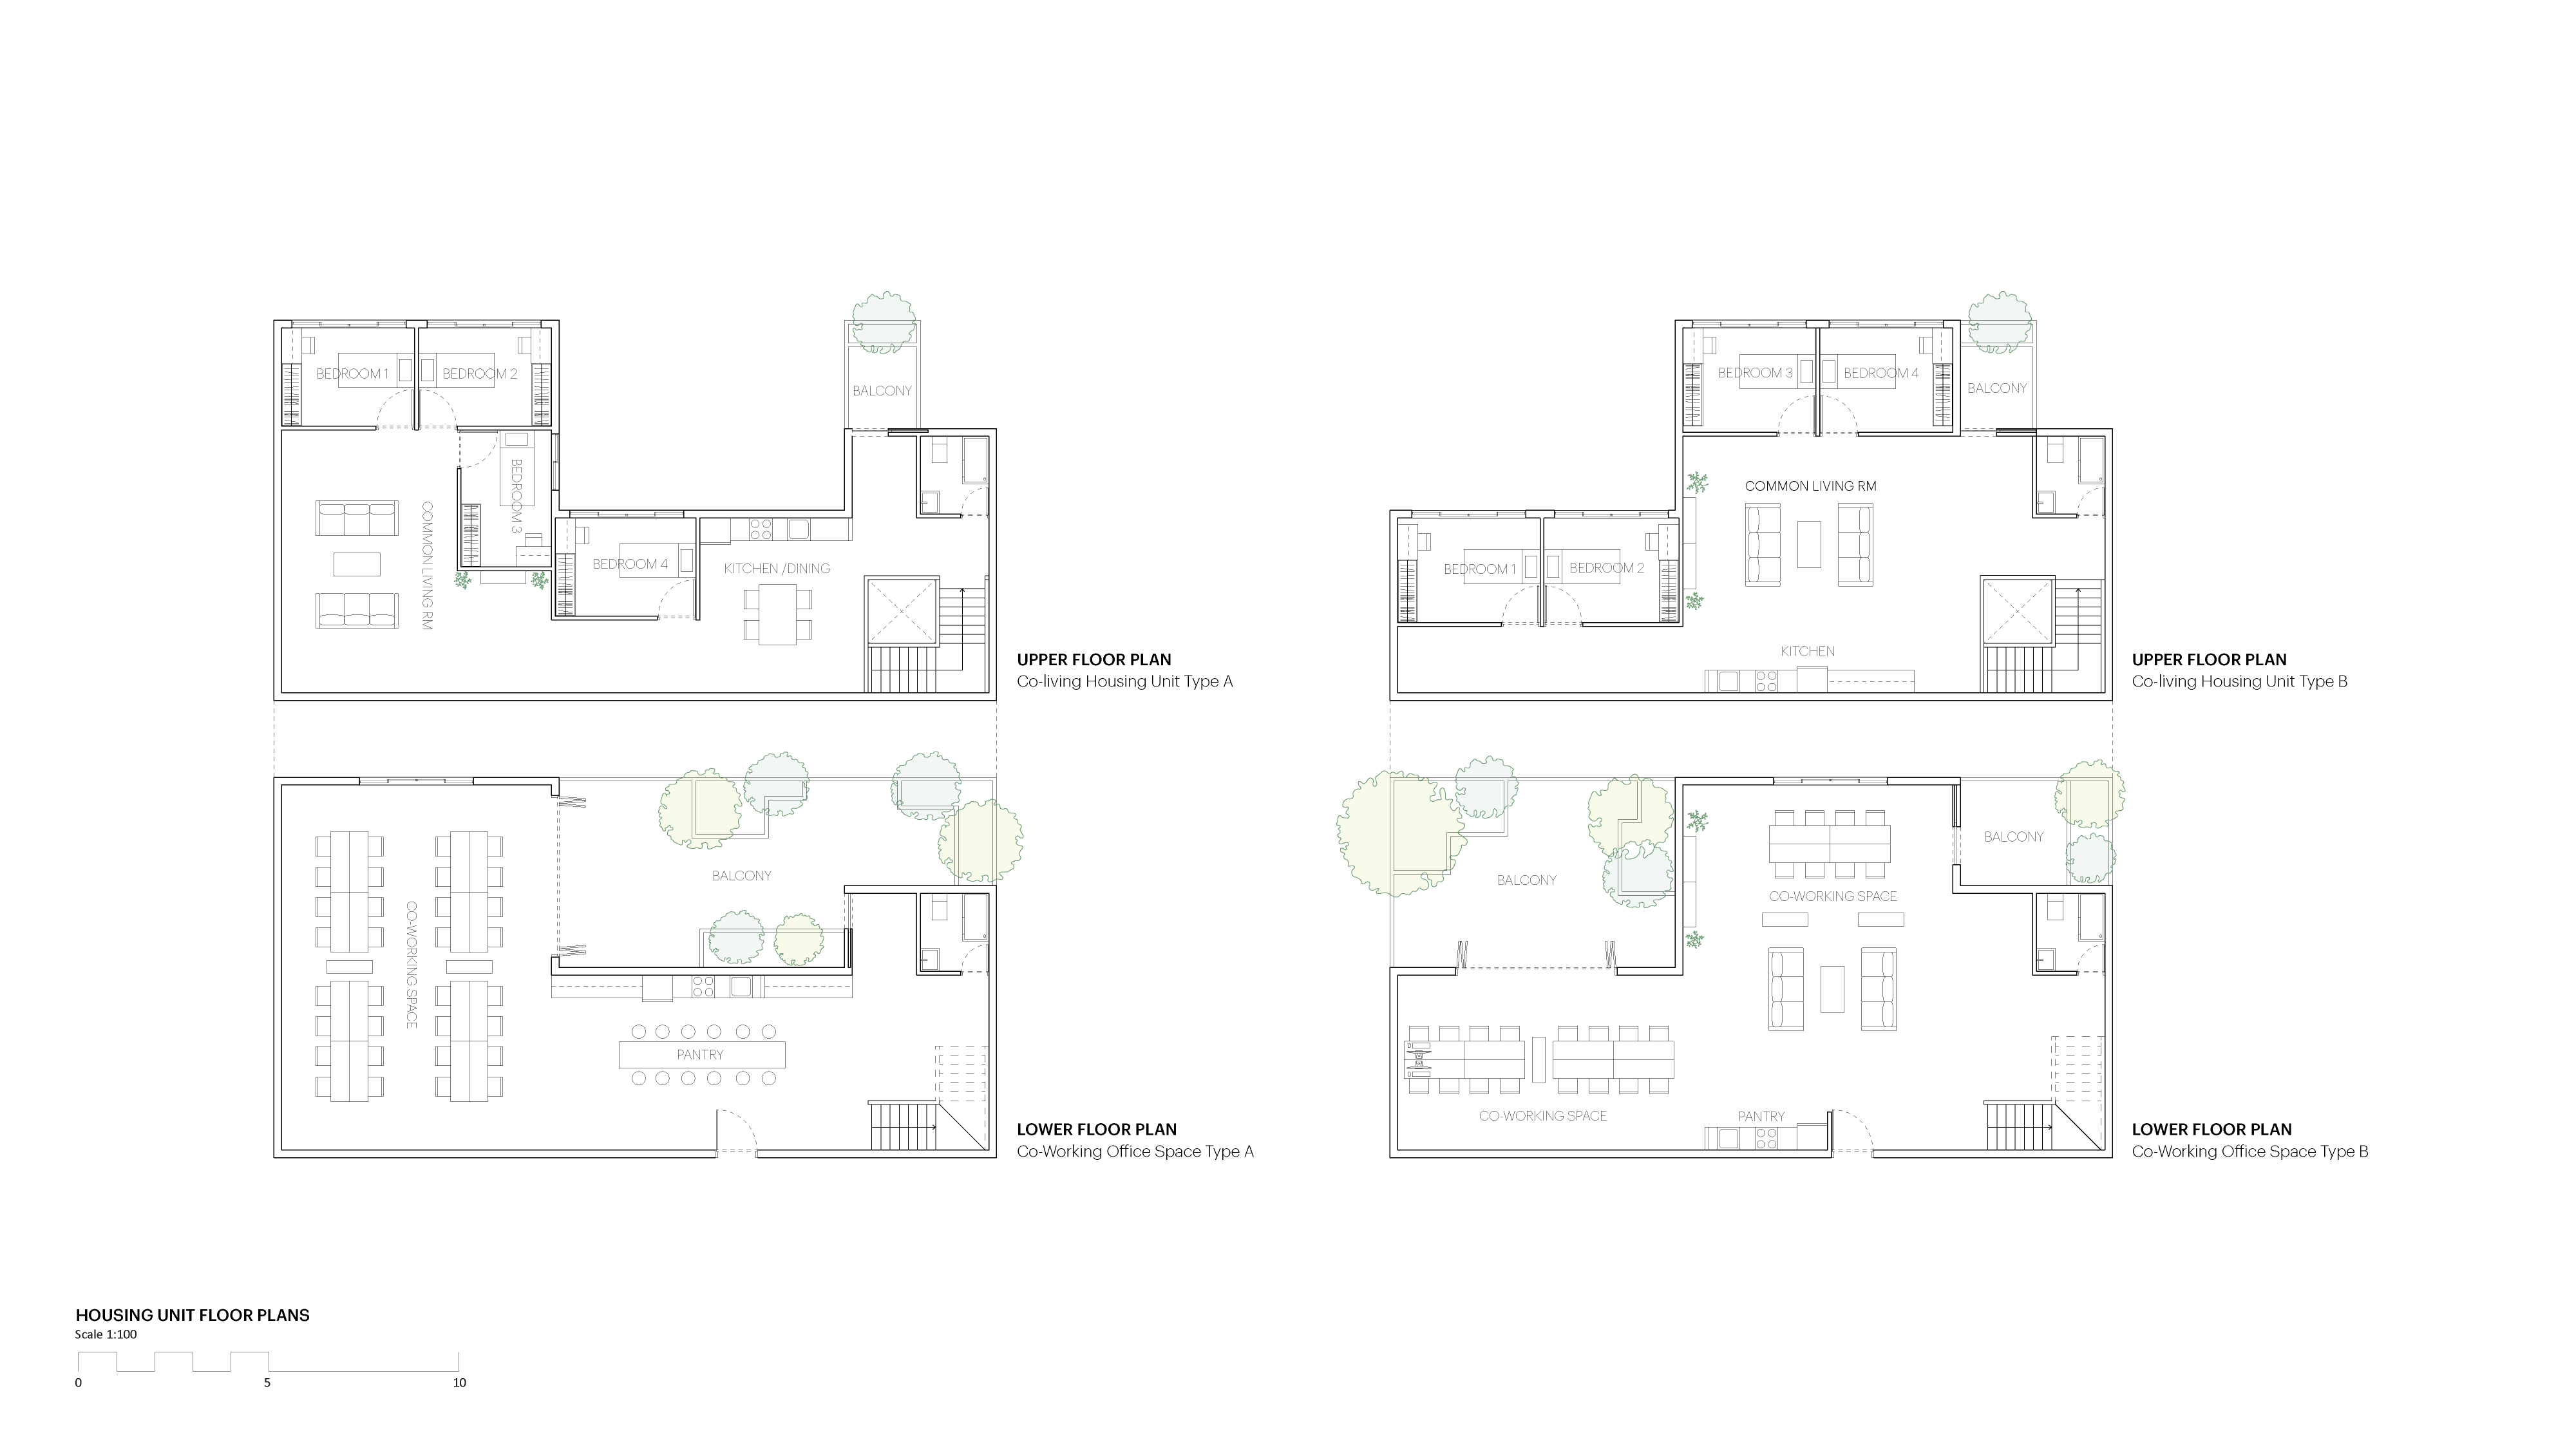 BALCONY
BEDROOM 1
BEDROOM 2
BEDROOM 3
COMMON LIVING RM
BEDROOM 4
KITCHEN /DINING
UPPER FLOOR PLAN
Co-living Housing Unit Type A
BEDROOM 3
BEDROOM 4
BALCONY
COMMON LIVING RM
BEDROOM 1
BEDROOM 2
KITCHEN
UPPER FLOOR PLAN
Co-living Housing Unit Type B
BALCONY
CO-WORKING SPACE
PANTRY
LOWER FLOOR PLAN
Co-Working Office Space Type A
BALCONY
BALCONY
CO-WORKING SPACE
CO-WORKING SPACE
PANTRY
LOWER FLOOR PLAN
Co-Working Office Space Type B
HOUSING UNIT FLOOR PLANS
Scale 1:100
0 5 10